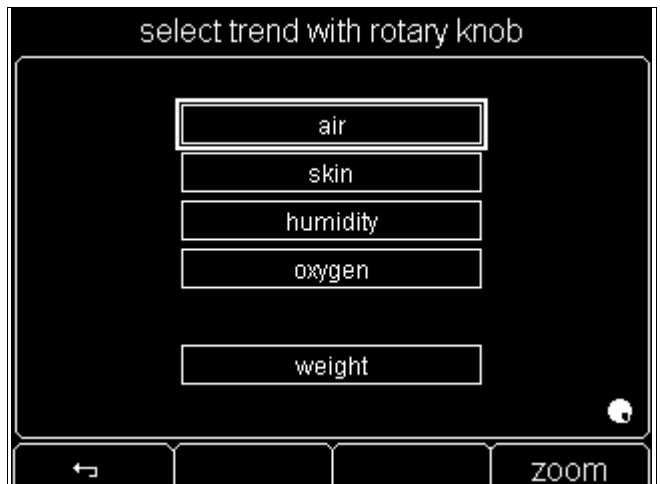 select trend with rotary knob
air
skin
humidity
oxygen
weight
zoom